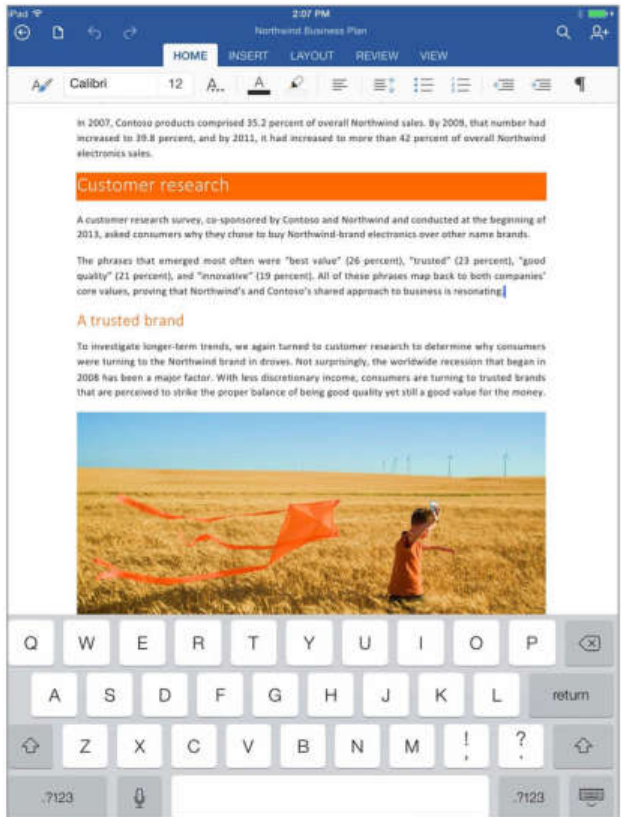 iPad
2:07 PM
Northwind Business Plan
HOME INSERT LAYOUT REVIEW VIEW
Calibri 12 A.. A
In 2007, Contoso products comprised 35.2 percent of overall Northwind sales. By 2009, that number had
increased to 39.8 percent, and by 2011, it had increased to more than 42 percent of overall Northwind
electronics sales.
Customer research
A customer research survey, co-sponsored by Contoso and Northwind and conducted at the beginning of
2013, asked consumers why they chose to buy Northwind-brand electronics over other name brands.
The phrases that emerged most often were "best value" (26 percent), "trusted" (23 percent), "good
quality" (21 percent), and "innovative" (19 percent). All of these phrases map back to both companies'
core values, proving that Northwind's and Contoso's shared approach to business is resonating.
A trusted brand
To investigate longer-term trends, we again turned to customer research to determine why consumers
were turning to the Northwind brand in droves. Not surprisingly, the worldwide recession that began in
2008 has been a major factor. With less discretionary income, consumers are turning to trusted brands
that are perceived to strike the proper balance of being good quality yet still a good value for the money.
Q W E R T Y U I O P
A S D F G H J K L return
Z X C V B N M ! , ? .
.?123 .?123